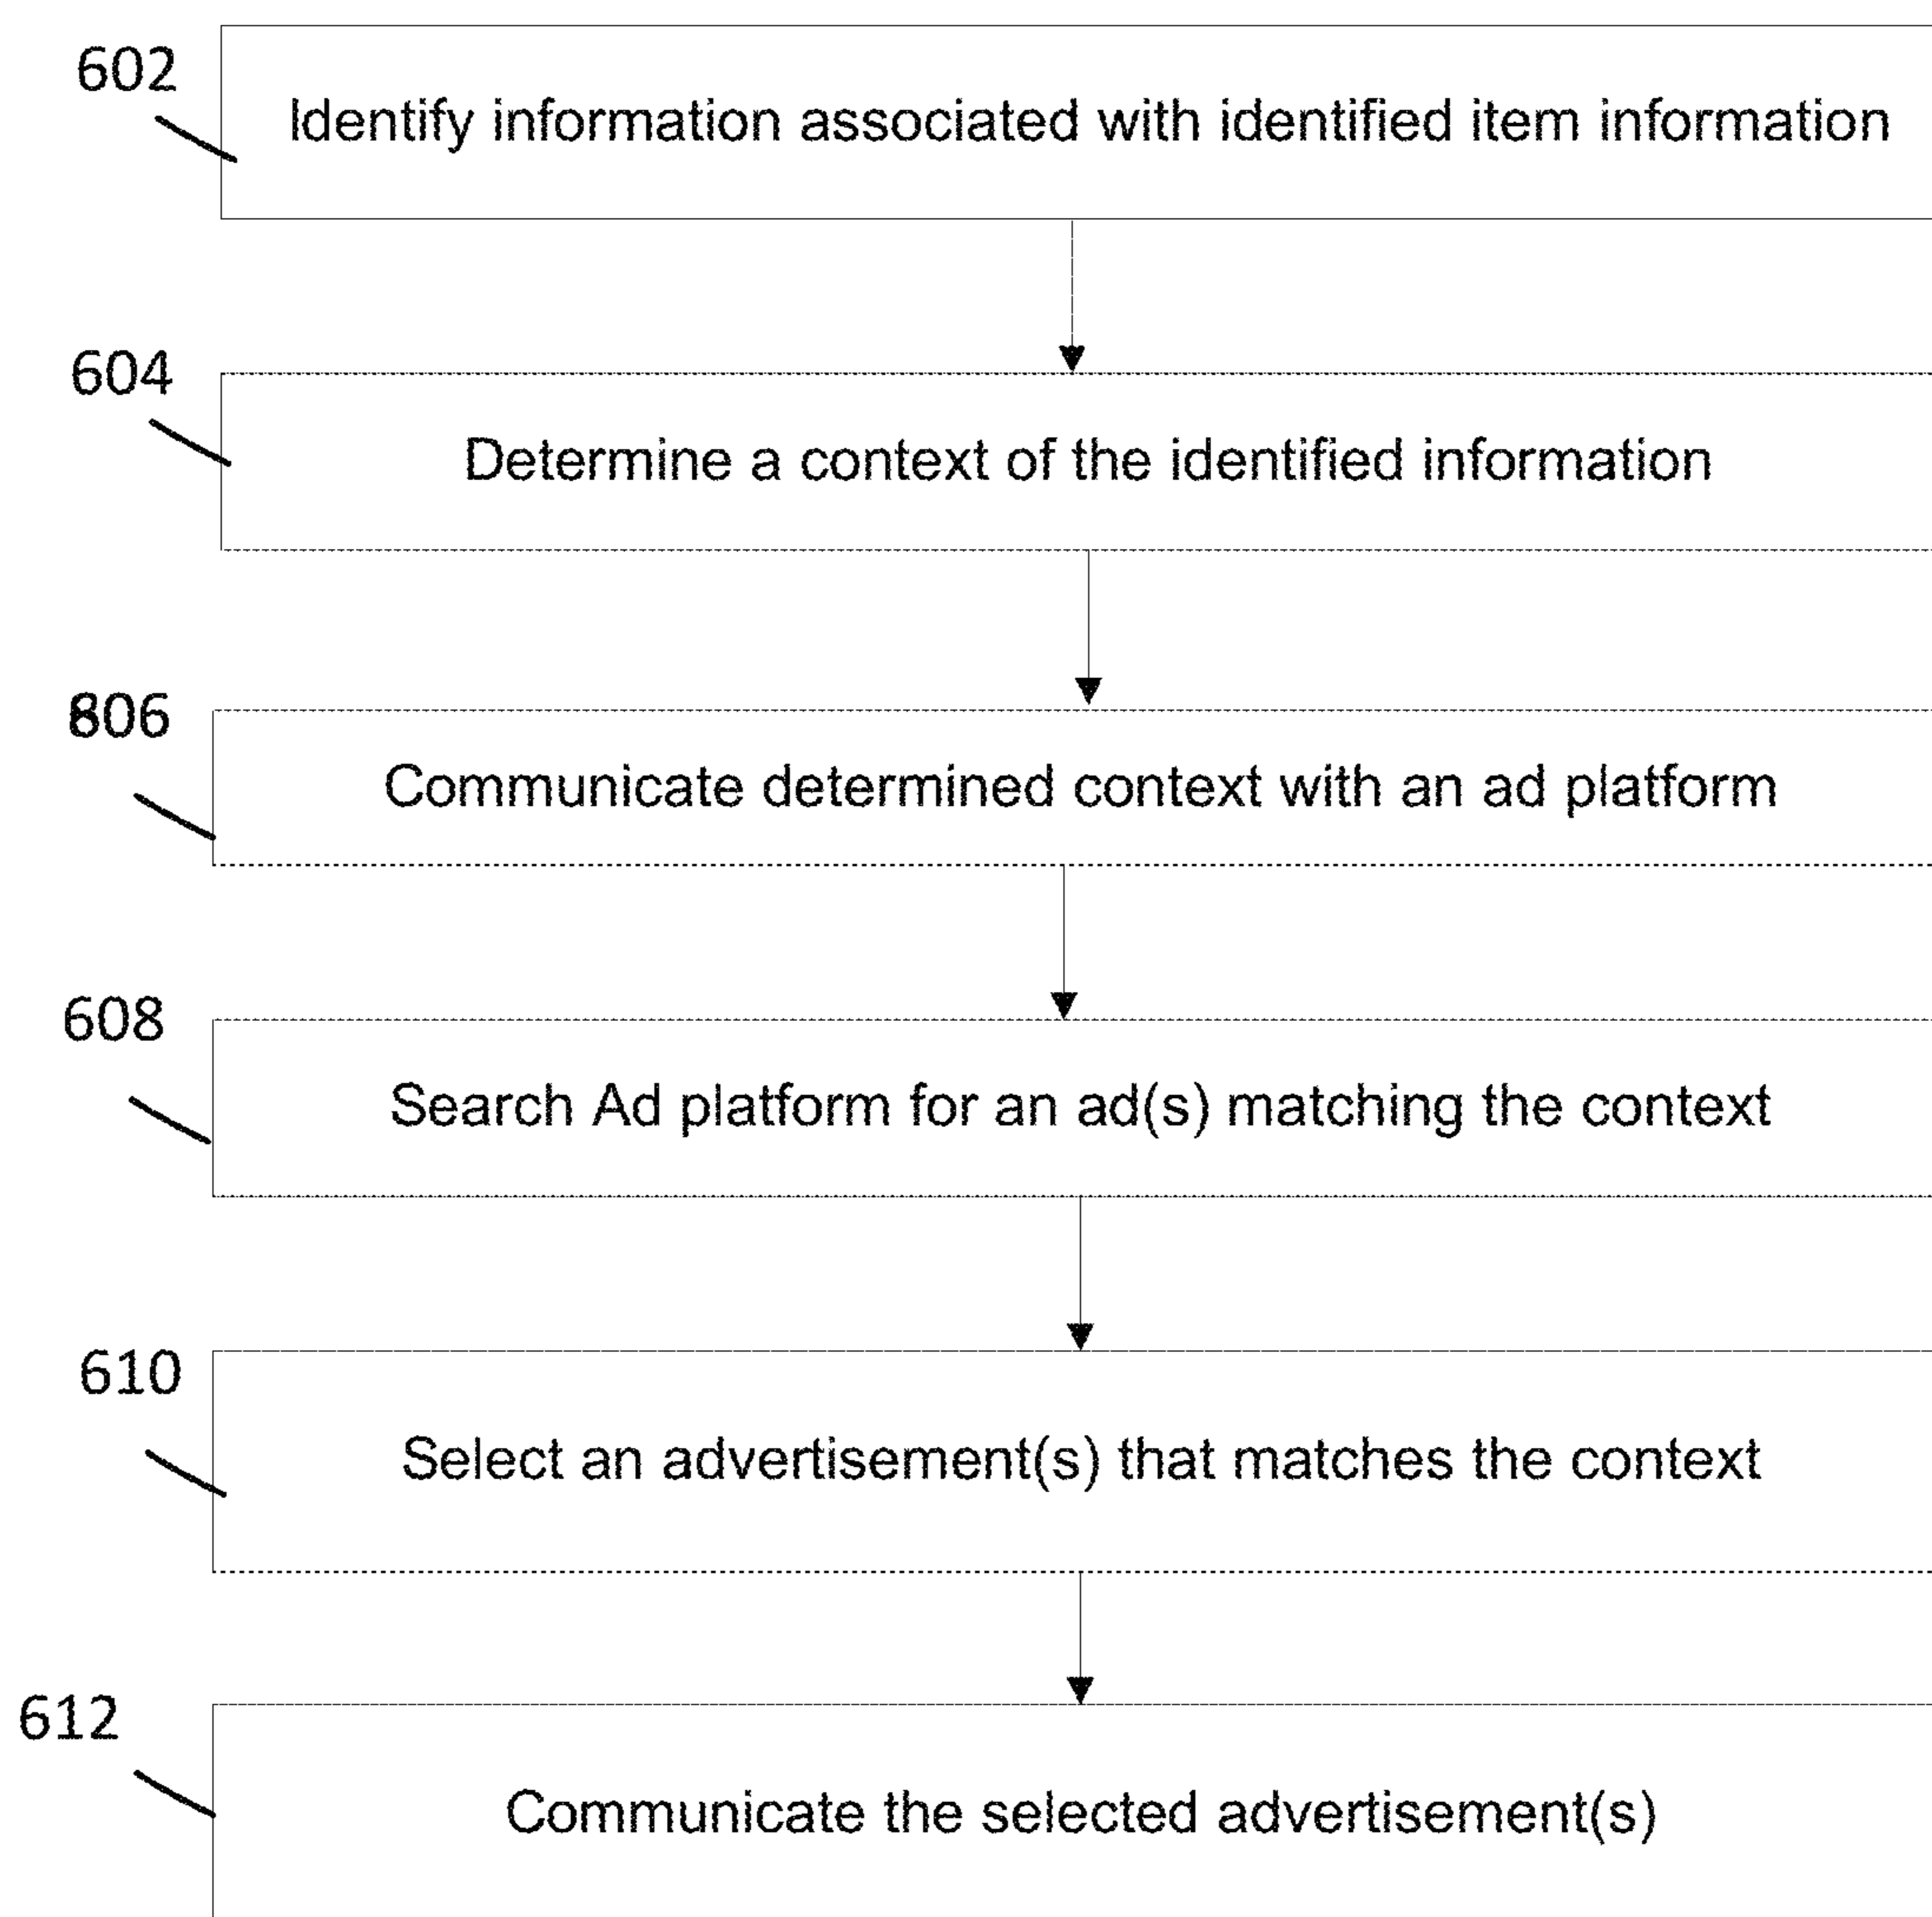 602
Identify information associated with identified item information
604
Determine a context of the identified information
806
Communicate determined context with an ad platform
608
Search Ad platform for an ad(s) matching the context
610
Select an advertisement(s) that matches the context
612
Communicate the selected advertisement(s)